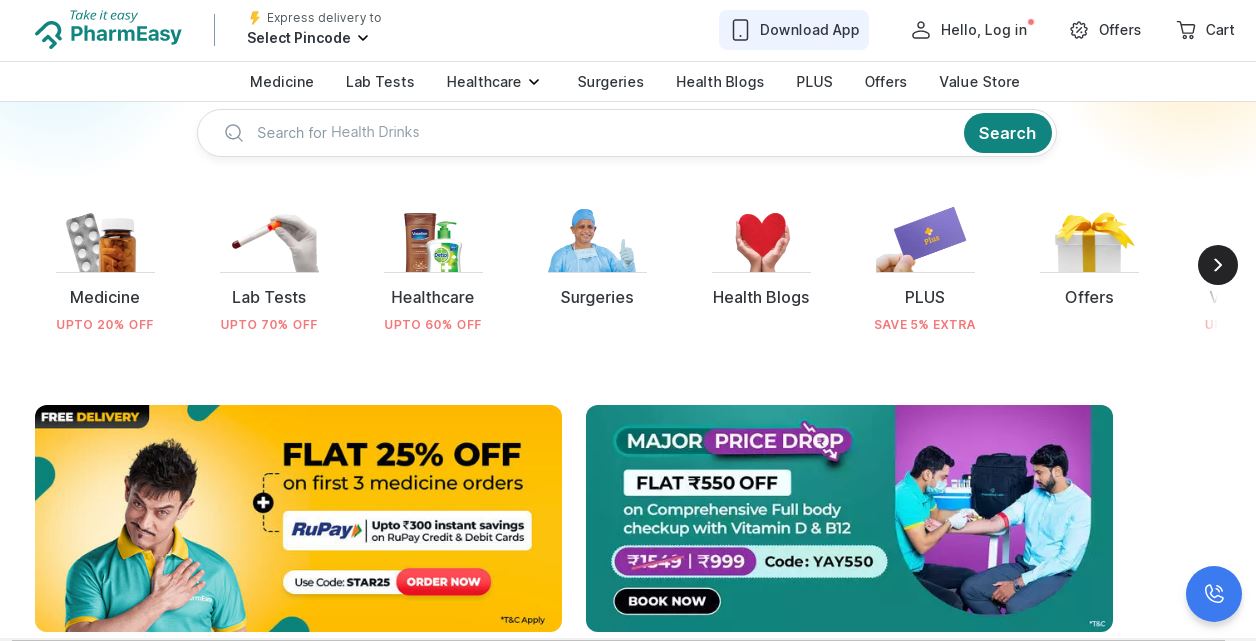 Take it easy
PharmEasy
Express delivery to
Select Pincode
Download App
Hello, Log in
Offers
Cart
Medicine
Lab Tests
Healthcare
Surgeries
Health Blogs
PLUS
Offers
Value Store
Search for Health Drinks
Search
Plus
Vaseline
Dettol
Medicine
Lab Tests
Healthcare
Surgeries
Health Blogs
PLUS
Offers
UPTO 20% OFF
UPTO 70% OFF
UPTO 60% OFF
SAVE 5% EXTRA
FREE DELIVERY
FLAT 25% OFF
on first 3 medicine orders
RuPay
Upto ₹300 instant savings
on RuPay Credit & Debit Cards
Use Code: STAR25
ORDER NOW
*T&C Apply
MAJOR PRICE DROP
FLAT ₹550 OFF
on Comprehensive Full body
checkup with Vitamin D & B12
₹1549 | ₹999
Code: YAY550
BOOK NOW
*T&C